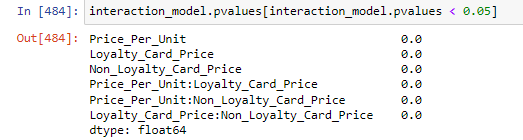 In [484]: interaction_model.pvalues[interaction_model.pvalues < 0.05]
Out[484]: Price_Per_Unit 0.0
Loyalty_Card_Price 0.0
Non_Loyalty_Card_Price 0.0
Price_Per_Unit:Loyalty_Card_Price 0.0
Price_Per_Unit:Non_Loyalty_Card_Price 0.0
Loyalty_Card_Price:Non_Loyalty_Card_Price 0.0
dtype: float64